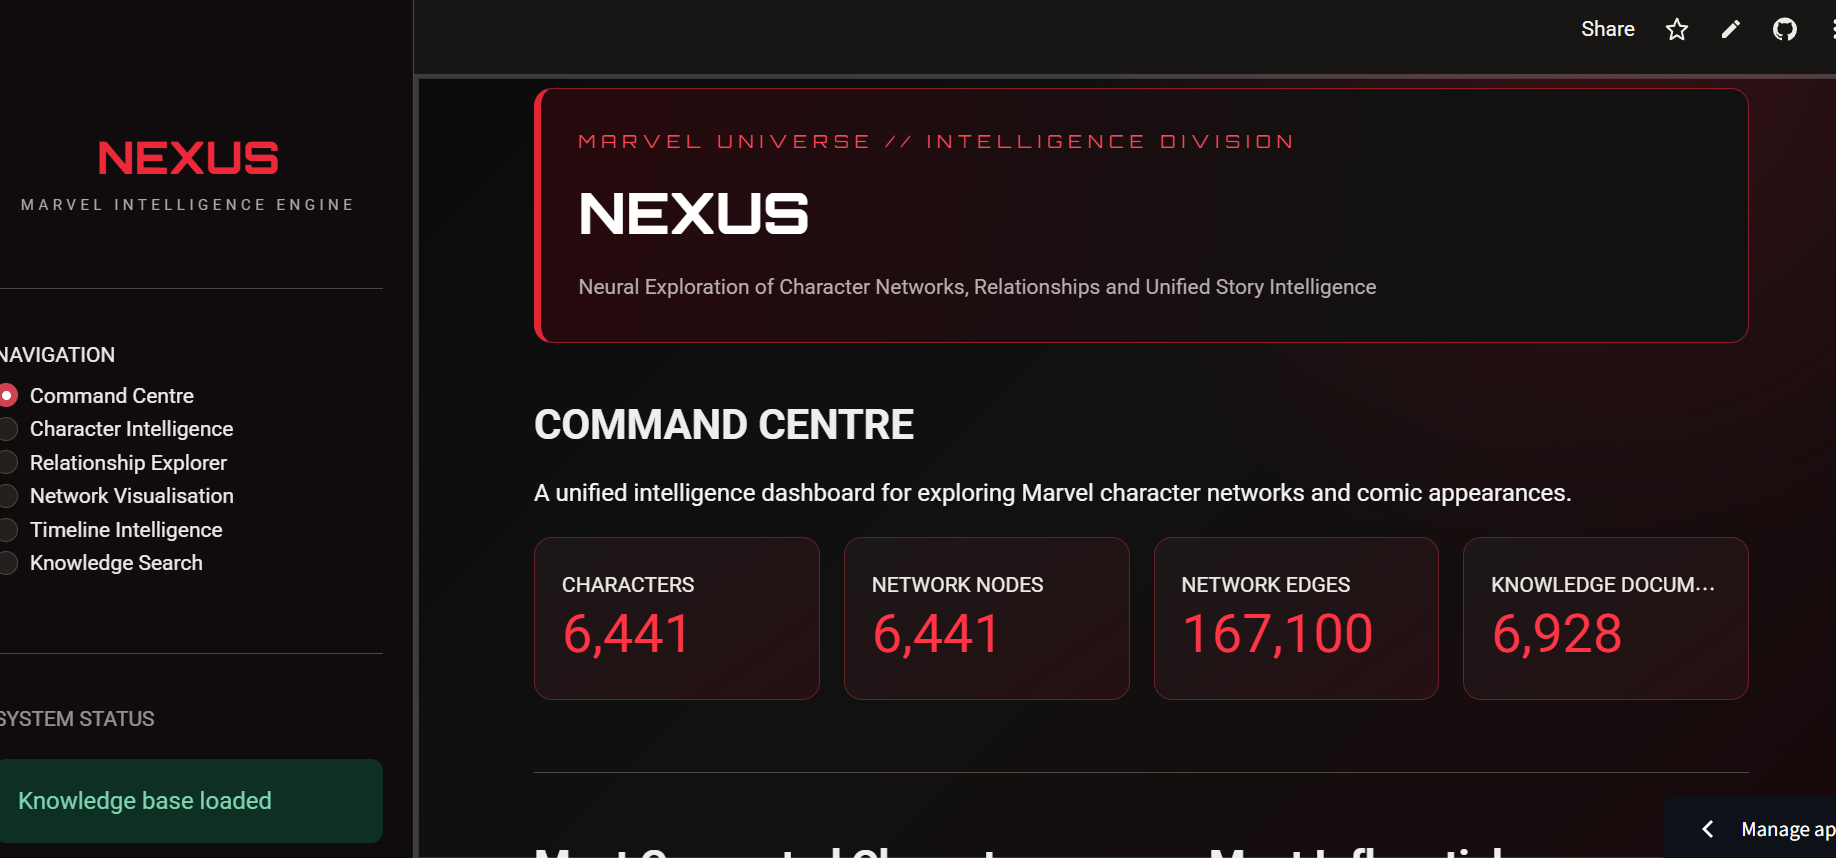 Share
NEXUS
MARVEL INTELLIGENCE ENGINE
NAVIGATION
Command Centre
Character Intelligence
Relationship Explorer
Network Visualisation
Timeline Intelligence
Knowledge Search
SYSTEM STATUS
Knowledge base loaded
MARVEL UNIVERSE // INTELLIGENCE DIVISION
NEXUS
Neural Exploration of Character Networks, Relationships and Unified Story Intelligence
COMMAND CENTRE
A unified intelligence dashboard for exploring Marvel character networks and comic appearances.
CHARACTERS
6,441
NETWORK NODES
6,441
NETWORK EDGES
167,100
KNOWLEDGE DOCUM...
6,928
Manage ap